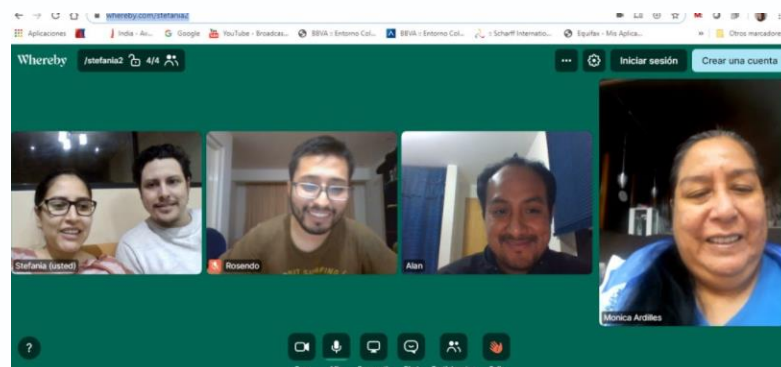 whereby.com/stefania2
Aplicaciones India - Av... Google YouTube - Broadcas... BBVA :: Entorno Col... BBVA :: Entorno Col... :: Scharff Internatio... Equifax - Mis Aplica... » Otros marcadores
Whereby /stefania2 4/4 ... Iniciar sesión Crear una cuenta
Stefania (usted)
Rosendo
Alan
Monica Ardilles
?